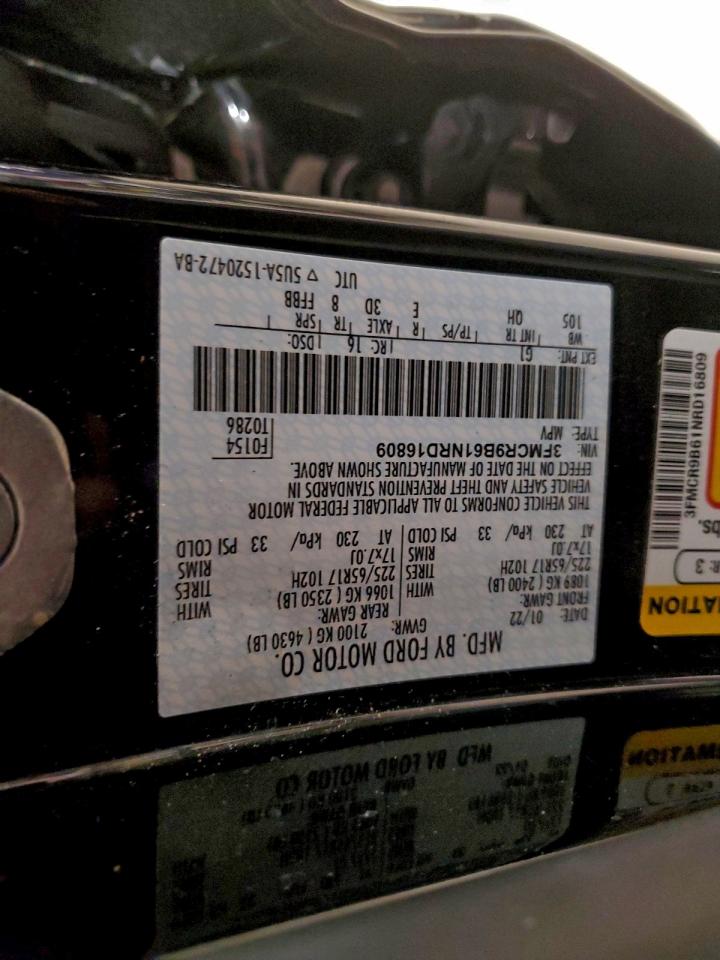 MFD. BY FORD MOTOR CO.
DATE: 01/22 GVWR: 2100 KG ( 4630 LB)
FRONT GAWR: REAR GAWR:
1089 KG ( 2400 LB) WITH 1066 KG ( 2350 LB) WITH
225/65R17 102H TIRES 225/65R17 102H TIRES
17x7.0J RIMS 17x7.0J RIMS
AT 230 kPa/ 33 PSI COLD AT 230 kPa/ 33 PSI COLD
THIS VEHICLE CONFORMS TO ALL APPLICABLE FEDERAL MOTOR
VEHICLE SAFETY AND THEFT PREVENTION STANDARDS IN
EFFECT ON THE DATE OF MANUFACTURE SHOWN ABOVE.
VIN: 3FMCR9B61NRD16809 F0154
TYPE: MPV T0286
EXT PNT: G1 RC: 16 DSO:
WB INT TR TP/PS R AXLE TR SPR
105 QH E 3D 8 FFBB
UTC ▽ 5U5A-1520472-BA
MATION
R: 3
bs.
3FMCR9B61NRD16809